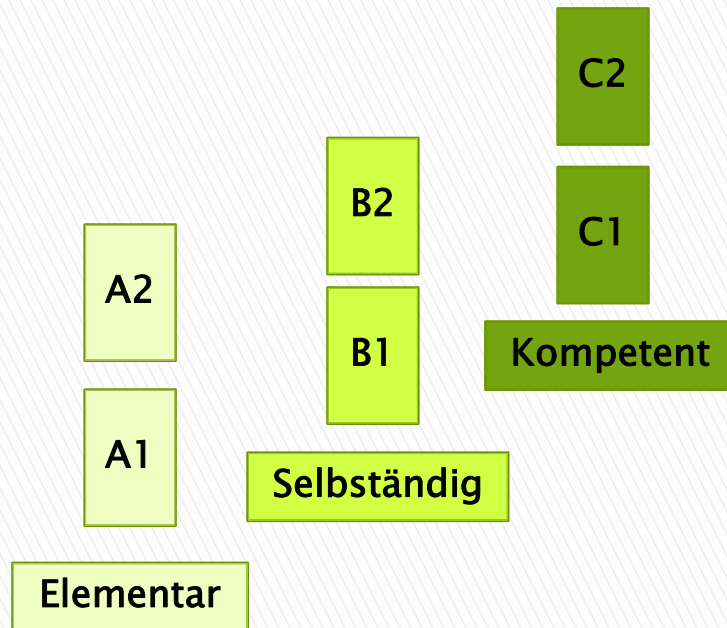 C2
B2
C1
A2
B1
Kompetent
A1
Selbständig
Elementar